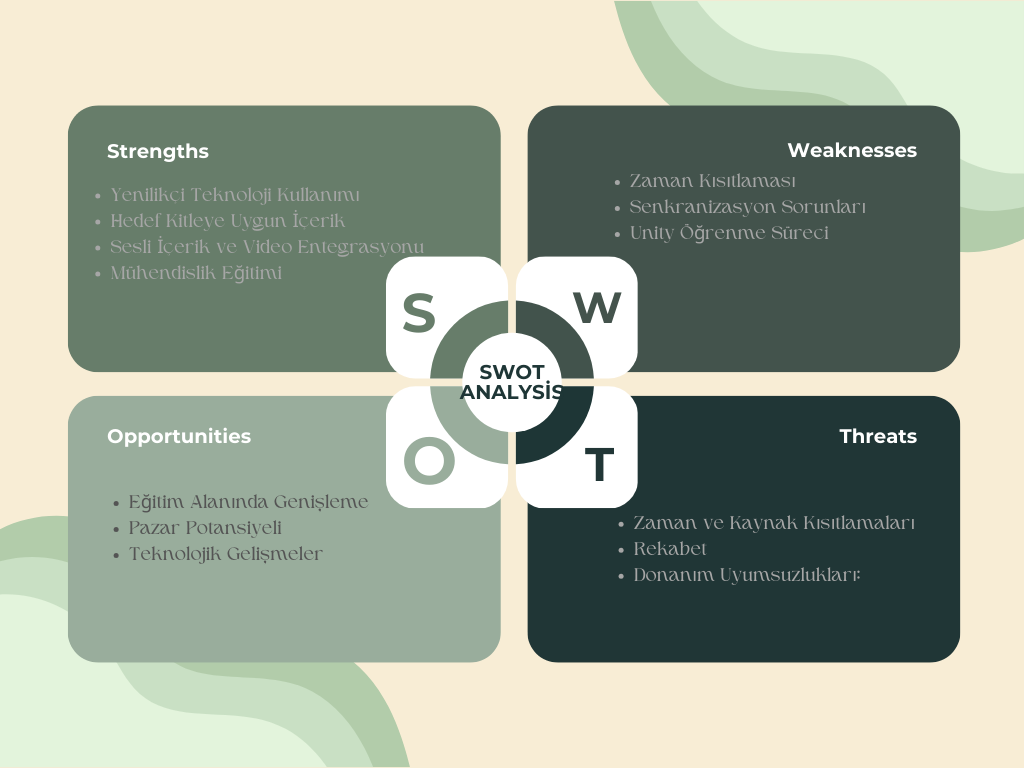 Strengths
Yenilikçi Teknoloji Kullanımı
Hedef Kitleye Uygun İçerik
Sesli İçerik ve Video Entegrasyonu
Mühendislik Eğitimi
Weaknesses
Zaman Kısıtlaması
Senkranizasyon Sorunları
Unity Öğrenme Süreci
S
W
SWOT
ANALYSİS
O
T
Opportunities
Eğitim Alanında Genişleme
Pazar Potansiyeli
Teknolojik Gelişmeler
Threats
Zaman ve Kaynak Kısıtlamaları
Rekabet
Donanım Uyumsuzlukları: